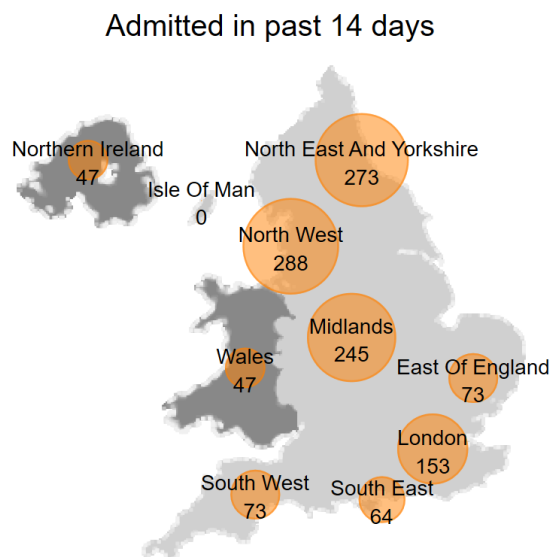 Admitted in past 14 days
Northern Ireland
47
North East And Yorkshire
273
Isle Of Man
0
North West
288
Midlands
245
Wales
47
East Of England
73
London
153
South West
73
South East
64